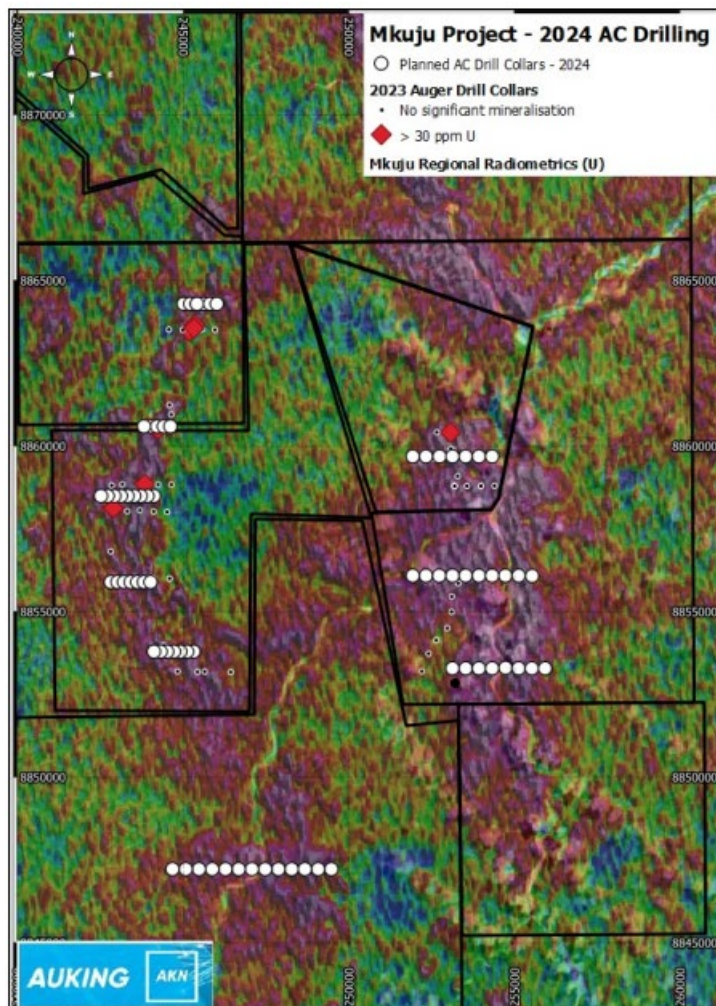 240000
245000
250000
Mkuju Project - 2024 AC Drilling
Planned AC Drill Collars - 2024
2023 Auger Drill Collars
No significant mineralisation
> 30 ppm U
Mkuju Regional Radiometrics (U)
N
W
E
S
8870000
8865000
8865000
8860000
8860000
8855000
8855000
8850000
8850000
8845000
8845000
250000
255000
260000
AUKING
AKN